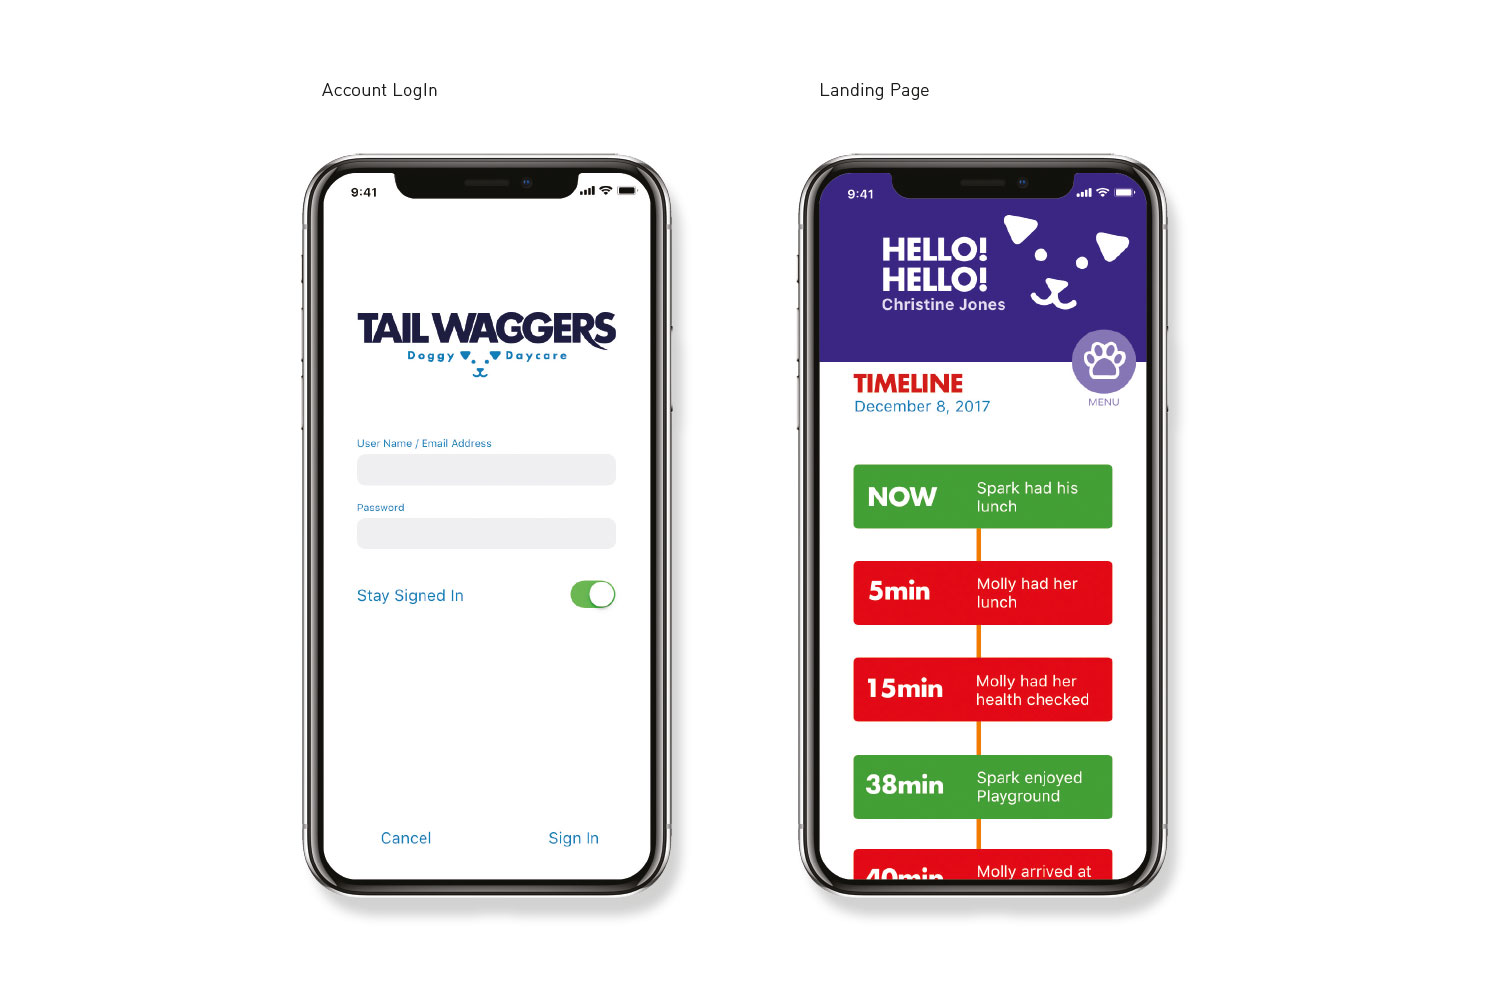 Account LogIn
9:41
TAIL WAGGERS
Doggy Daycare
User Name / Email Address
Password
Stay Signed In
Cancel
Sign In
Landing Page
9:41
HELLO!
HELLO!
Christine Jones
MENU
TIMELINE
December 8, 2017
NOW
Spark had his
lunch
5min
Molly had her
lunch
15min
Molly had her
health checked
38min
Spark enjoyed
Playground
40min
Molly arrived at